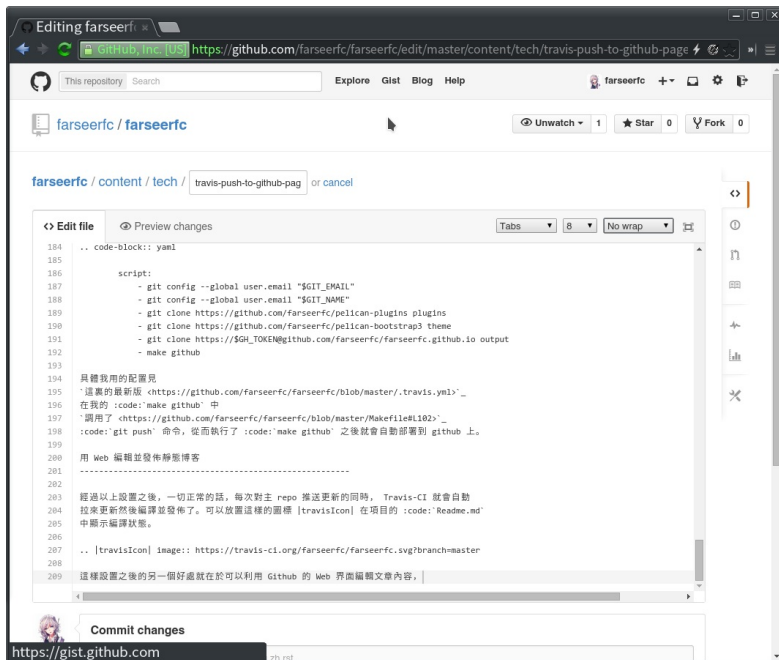 Editing farseerfc
GitHub, Inc. [US] https://github.com/farseerfc/farseerfc/edit/master/content/tech/travis-push-to-github-page
This repository Search Explore Gist Blog Help farseerfc
farseerfc / farseerfc Unwatch 1 Star 0 Fork 0
farseerfc / content / tech / travis-push-to-github-pag or cancel
Edit file Preview changes Tabs 8 No wrap
184 .. code-block:: yaml
185
186 script:
187 - git config --global user.email "$GIT_EMAIL"
188 - git config --global user.email "$GIT_NAME"
189 - git clone https://github.com/farseerfc/pelican-plugins plugins
190 - git clone https://github.com/farseerfc/pelican-bootstrap3 theme
191 - git clone https://$GH_TOKEN@github.com/farseerfc/farseerfc.github.io output
192 - make github
193
194 具體我用的配置見
195 `這裏的最新版 <https://github.com/farseerfc/farseerfc/blob/master/.travis.yml>`_
196 在我的 :code:`make github` 中
197 `調用了 <https://github.com/farseerfc/farseerfc/blob/master/Makefile#L102>`_
198 :code:`git push` 命令，從而執行了 :code:`make github` 之後就會自動部署到 github 上。
199
200 用 Web 編輯並發佈靜態博客
201 ------------------------------------------------------
202
203 經過以上設置之後，一切正常的話，每次對主 repo 推送更新的同時， Travis-CI 就會自動
204 拉來更新然後編譯並發佈了。可以放置這樣的圖標 |travisIcon| 在項目的 :code:`Readme.md`
205 中顯示編譯狀態。
206
207 .. |travisIcon| image:: https://travis-ci.org/farseerfc/farseerfc.svg?branch=master
208
209 這樣設置之後的另一個好處就在於可以利用 Github 的 Web 界面編輯文章內容，
Commit changes
https://gist.github.com
zh.rst